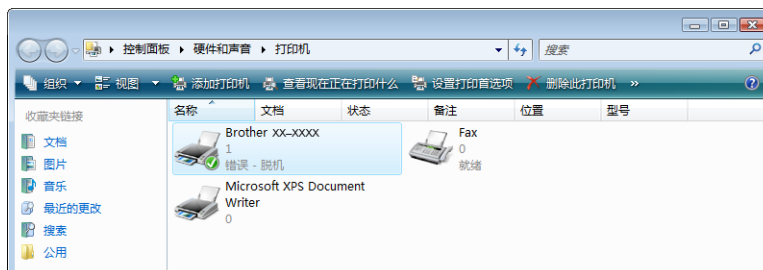 控制面板 ▸ 硬件和声音 ▸ 打印机
搜索
组织 视图 添加打印机 查看现在正在打印什么 设置打印首选项 删除此打印机 »
收藏夹链接
文档
图片
音乐
最近的更改
搜索
公用
名称 文档 状态 备注 位置 型号
Brother XX-XXXX
1
错误 - 脱机
Fax
0
就绪
Microsoft XPS Document
Writer
0